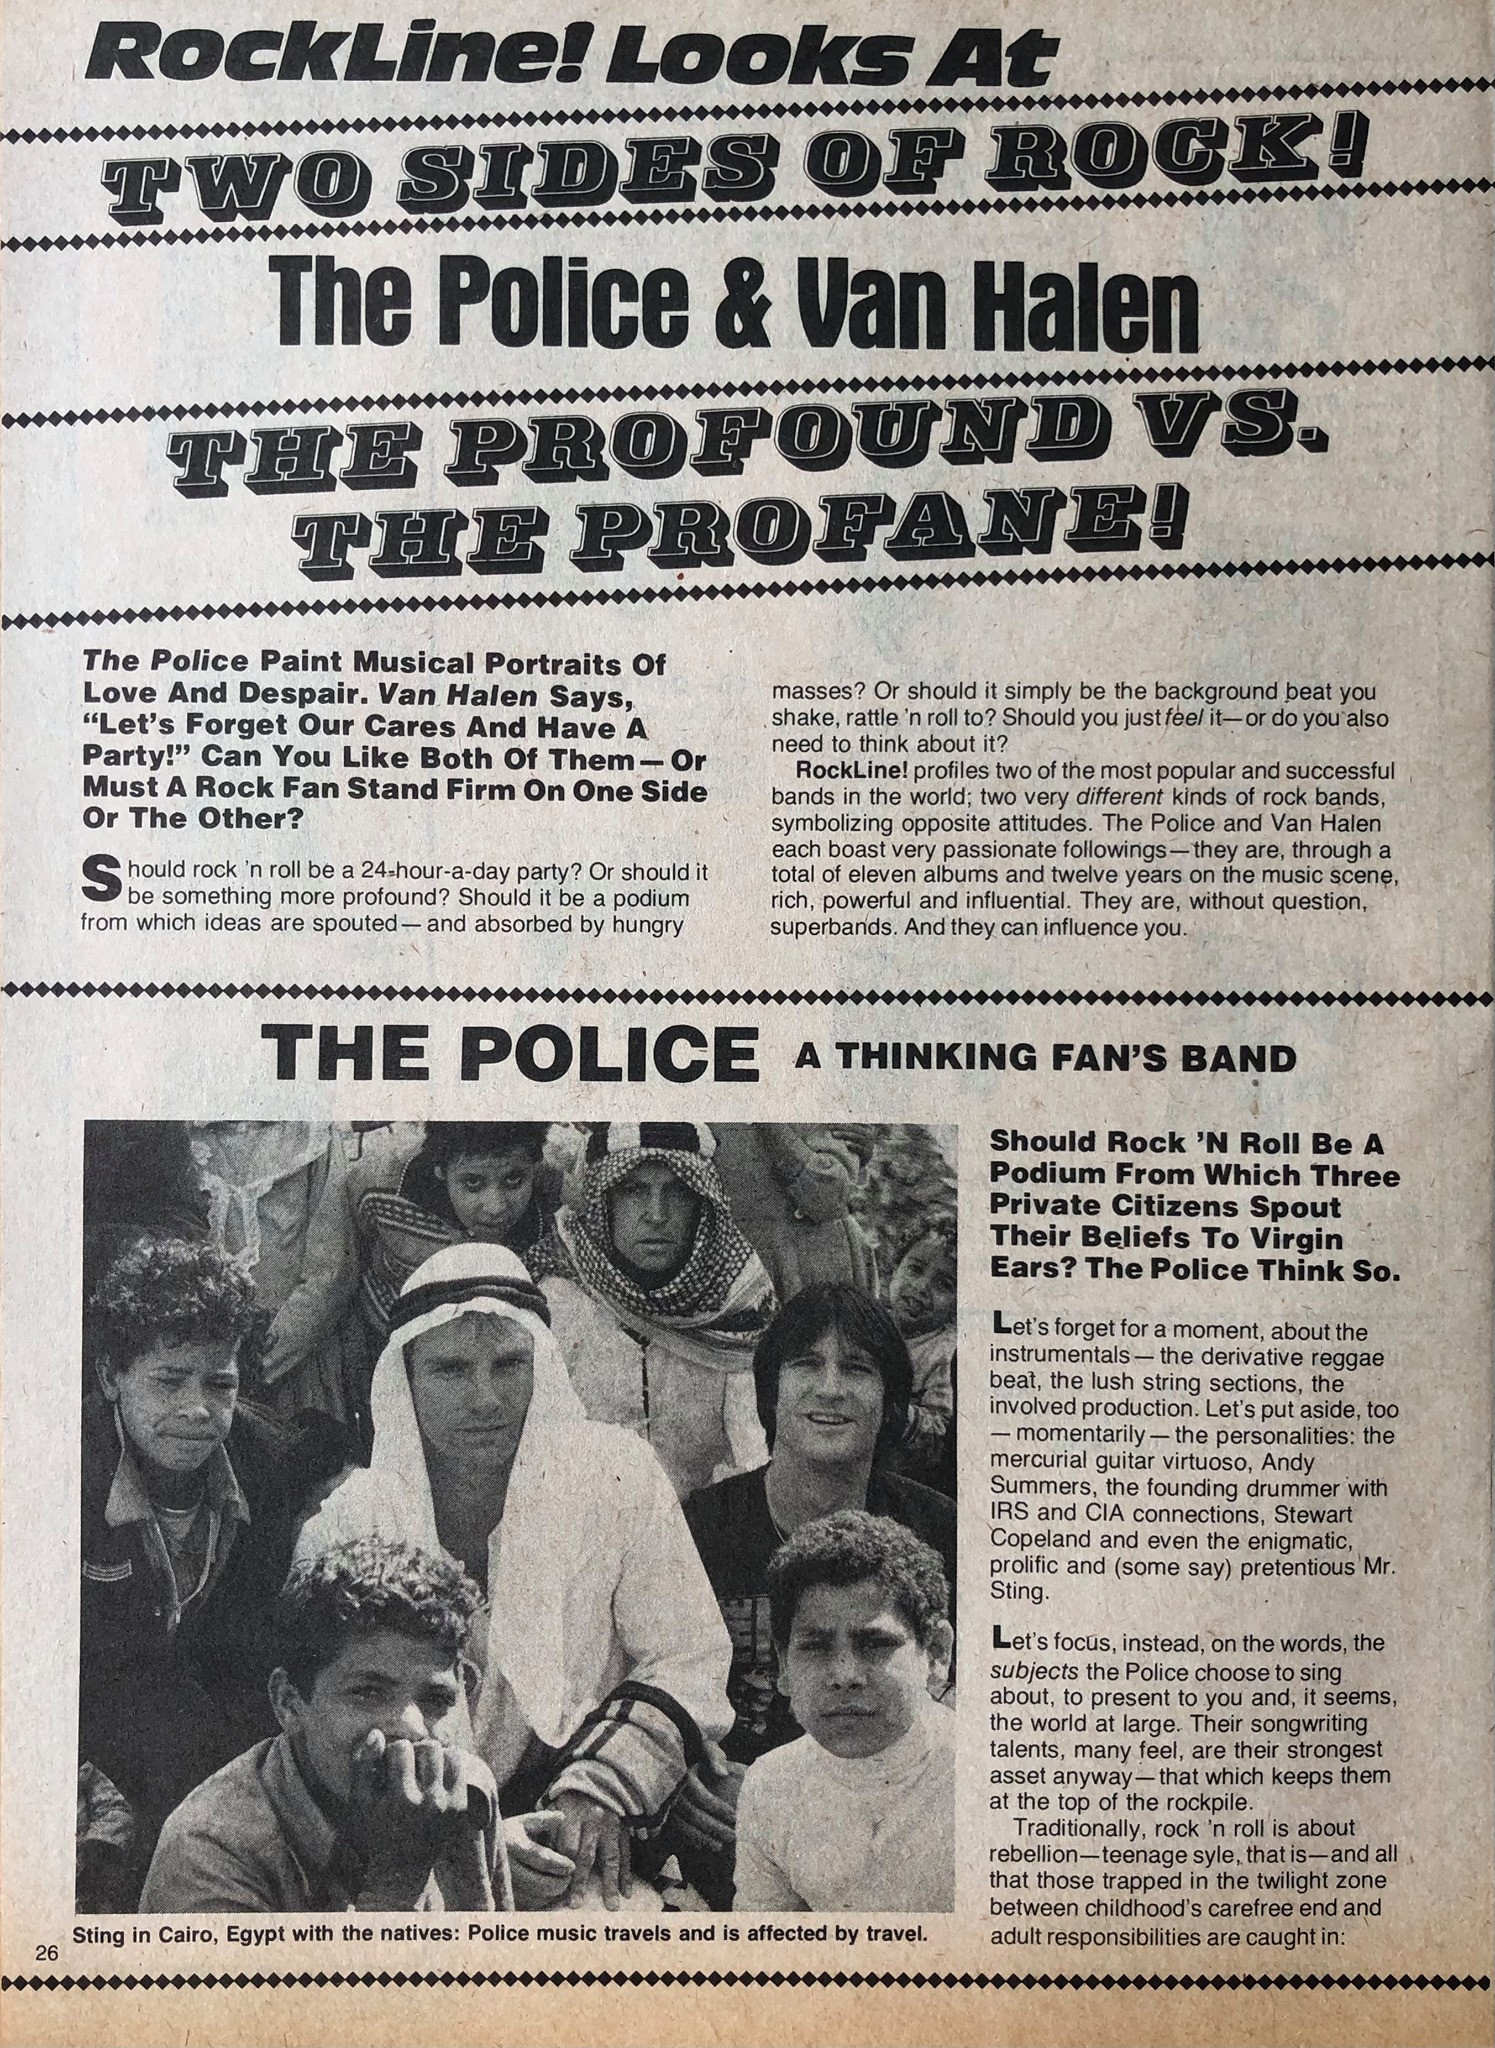 RockLine! Looks At
TWO SIDES OF ROCK!
The Police & Van Halen
THE PROFOUND VS.
THE PROFANE!
The Police Paint Musical Portraits Of
Love And Despair. Van Halen Says,
“Let's Forget Our Cares And Have A
Party!” Can You Like Both Of Them—Or
Must A Rock Fan Stand Firm On One Side
Or The Other?
Should rock 'n roll be a 24-hour-a-day party? Or should it
be something more profound? Should it be a podium
from which ideas are spouted—and absorbed by hungry
masses? Or should it simply be the background beat you
shake, rattle 'n roll to? Should you just feel it—or do you also
need to think about it?
RockLine! profiles two of the most popular and successful
bands in the world; two very different kinds of rock bands,
symbolizing opposite attitudes. The Police and Van Halen
each boast very passionate followings—they are, through a
total of eleven albums and twelve years on the music scene,
rich, powerful and influential. They are, without question,
superbands. And they can influence you.
THE POLICE A THINKING FAN'S BAND
Should Rock 'N Roll Be A
Podium From Which Three
Private Citizens Spout
Their Beliefs To Virgin
Ears? The Police Think So.
Let's forget for a moment, about the
instrumentals—the derivative reggae
beat, the lush string sections, the
involved production. Let's put aside, too
—momentarily—the personalities: the
mercurial guitar virtuoso, Andy
Summers, the founding drummer with
IRS and CIA connections, Stewart
Copeland and even the enigmatic,
prolific and (some say) pretentious Mr.
Sting.
Let's focus, instead, on the words, the
subjects the Police choose to sing
about, to present to you and, it seems,
the world at large. Their songwriting
talents, many feel, are their strongest
asset anyway—that which keeps them
at the top of the rockpile.
Traditionally, rock 'n roll is about
rebellion—teenage syle, that is—and all
that those trapped in the twilight zone
between childhood's carefree end and
adult responsibilities are caught in:
Sting in Cairo, Egypt with the natives: Police music travels and is affected by travel.
26